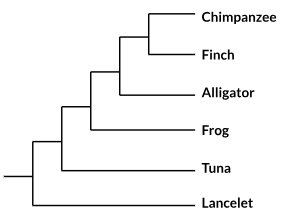 Chimpanzee
Finch
Alligator
Frog
Tuna
Lancelet